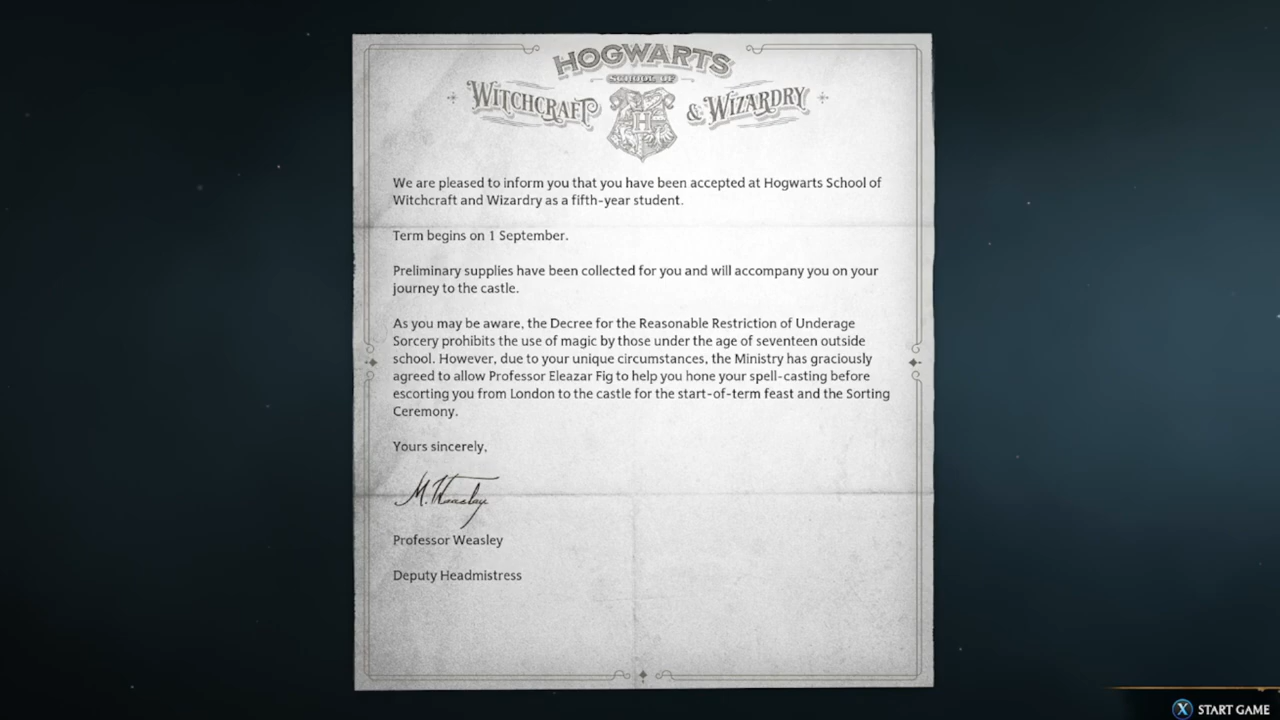 HOGWARTS
SCHOOL OF
WITCHCRAFT & WIZARDRY
H
We are pleased to inform you that you have been accepted at Hogwarts School of
Witchcraft and Wizardry as a fifth-year student.
Term begins on 1 September.
Preliminary supplies have been collected for you and will accompany you on your
journey to the castle.
As you may be aware, the Decree for the Reasonable Restriction of Underage
Sorcery prohibits the use of magic by those under the age of seventeen outside
school. However, due to your unique circumstances, the Ministry has graciously
agreed to allow Professor Eleazar Fig to help you hone your spell-casting before
escorting you from London to the castle for the start-of-term feast and the Sorting
Ceremony.
Yours sincerely,
M. Weasley
Professor Weasley
Deputy Headmistress
X START GAME